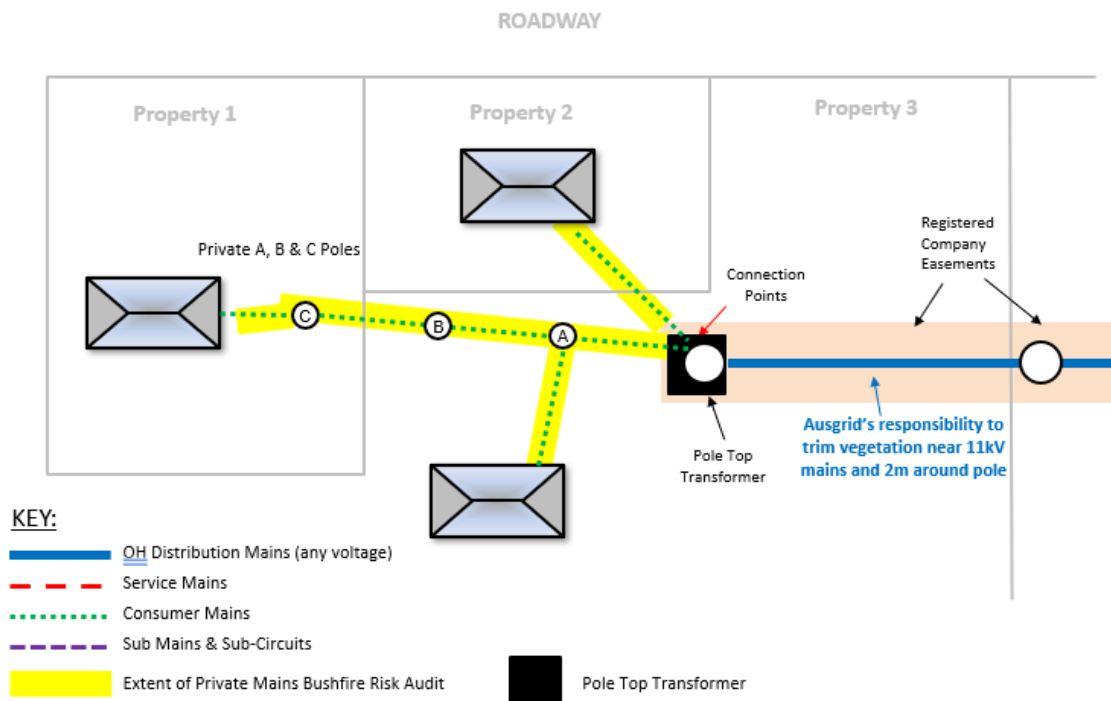 ROADWAY
Property 1
Property 2
Property 3
Registered
Company
Easements
Private A, B & C Poles
Connection
Points
C
B
A
Ausgrid's responsibility to
trim vegetation near 11kV
mains and 2m around pole
Pole Top
Transformer
KEY:
OH Distribution Mains (any voltage)
Service Mains
Consumer Mains
Sub Mains & Sub-Circuits
Extent of Private Mains Bushfire Risk Audit
Pole Top Transformer